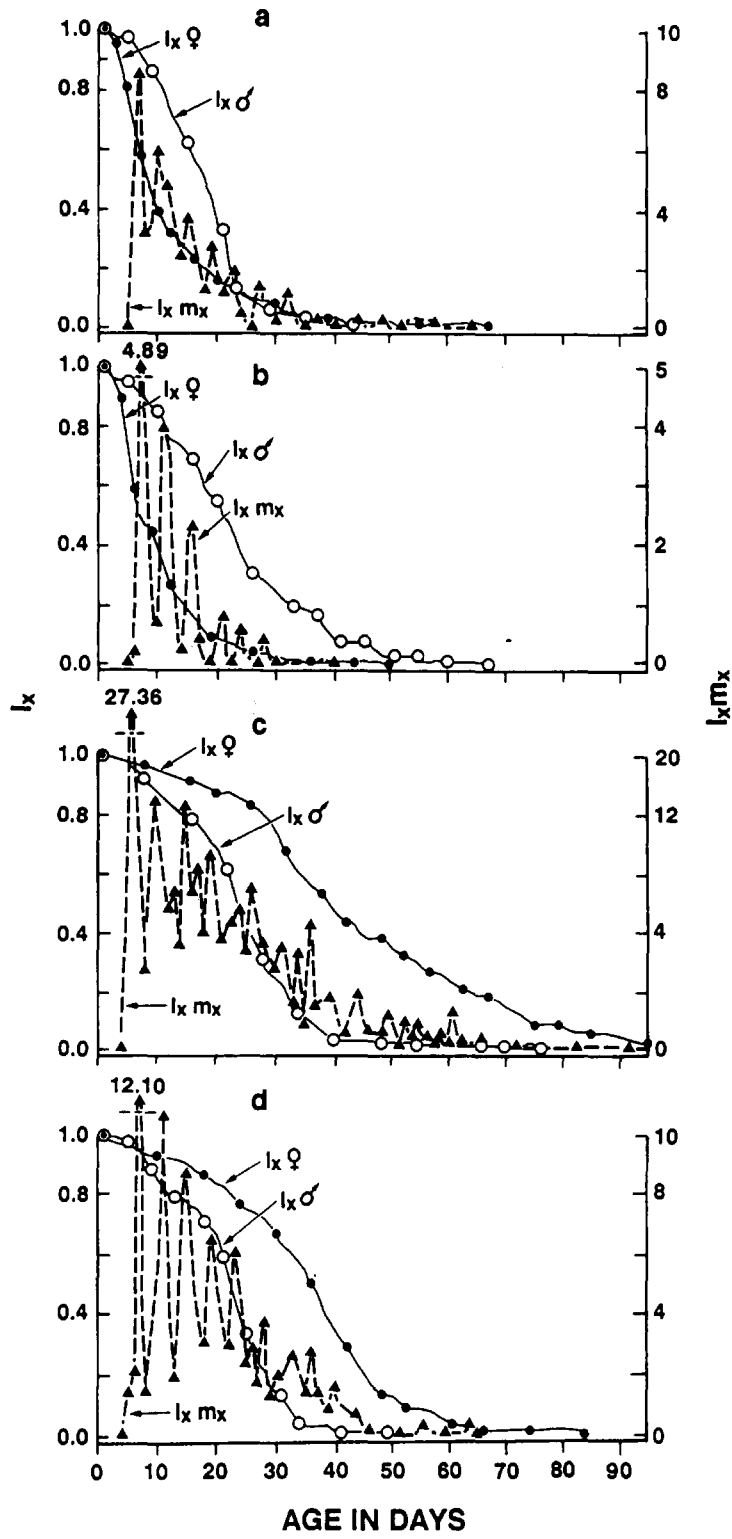 a
1.0 10
lx ♀
0.8 8
lx ♂
0.4 4
2
lx mx
0.0 0
4.89 b
1.0 5
lx ♀
0.8 4
lx ♂
lx mx
0.4 2
0.0 0
lx lxmx
27.36 c
lx ♀
1.0 20
lx ♂
0.8 12
0.4 4
lx mx
0.0 0
12.10 d
1.0 10
lx ♀
0.8 8
lx ♂
0.4 4
2
lx mx
0.0 0
0 10 20 30 40 50 60 70 80 90
AGE IN DAYS